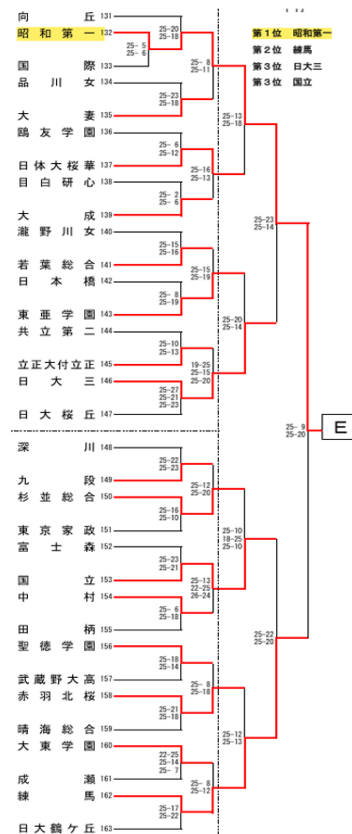 第１位 昭和第一
第２位 練馬
第３位 日大三
第３位 国立
向丘 131
昭和第一 132
25- 5
25- 6
25-20
25-18
国際 133
25- 8
25-11
品川女 134
25-23
25-18
大妻 135
25-13
25-18
鴎友学園 136
25- 6
25-12
日体大桜華 137
25-16
25-13
目白研心 138
25- 2
25- 6
大成 139
25-23
25-14
瀧野川女 140
25-15
25-16
若葉総合 141
25-15
25-19
日本橋 142
25- 8
25-19
東亜学園 143
25-20
25-14
共立第二 144
25-10
25-13
立正大付立正 145
19-25
25-15
25-20
日大三 146
25-27
25-21
25-23
日大桜丘 147
25- 9
25-20
E
深川 148
25-22
25-23
九段 149
25-12
25-20
杉並総合 150
25-16
25-10
東京家政 151
25-10
18-25
25-10
富士森 152
25-23
25-21
国立 153
25-13
22-25
26-24
中村 154
25- 6
25-18
田柄 155
25-22
25-20
聖徳学園 156
25-18
25-14
武蔵野大高 157
25- 8
25-18
赤羽北桜 158
25-21
25-18
晴海総合 159
25-12
25-13
大東学園 160
22-25
25-14
25- 7
成瀬 161
25- 8
25-12
練馬 162
25-17
25-22
日大鶴ケ丘 163